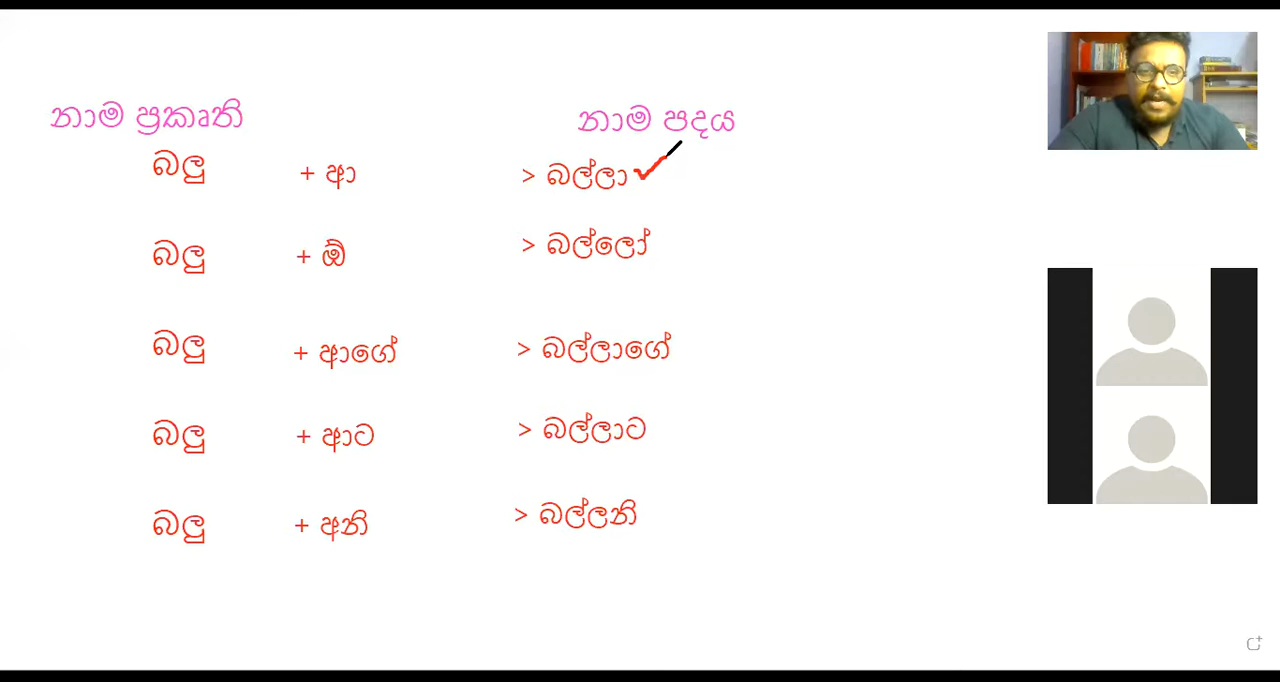 නාම ප්‍රකෘති නාම පදය
බලු + ආ > බල්ලා
බලු + ඕ > බල්ලෝ
බලු + ආගේ > බල්ලාගේ
බලු + ආට > බල්ලාට
බලු + අනි > බල්ලනි